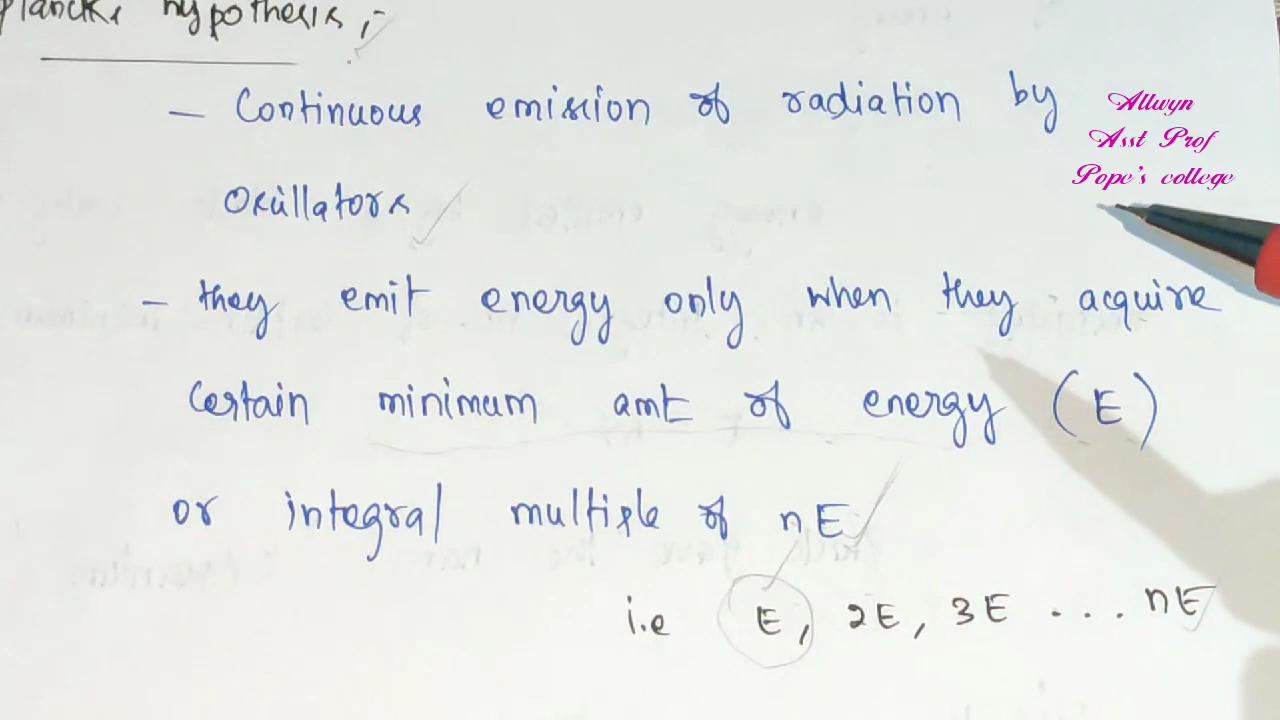 Planck's hypothesis :-
- Continuous emission of radiation by
Oscillators
- they emit energy only when they acquire
certain minimum amt of energy (E)
or integral multiple of nE
i.e E, 2E, 3E ... nE
Allwyn
Asst Prof
Pope's college